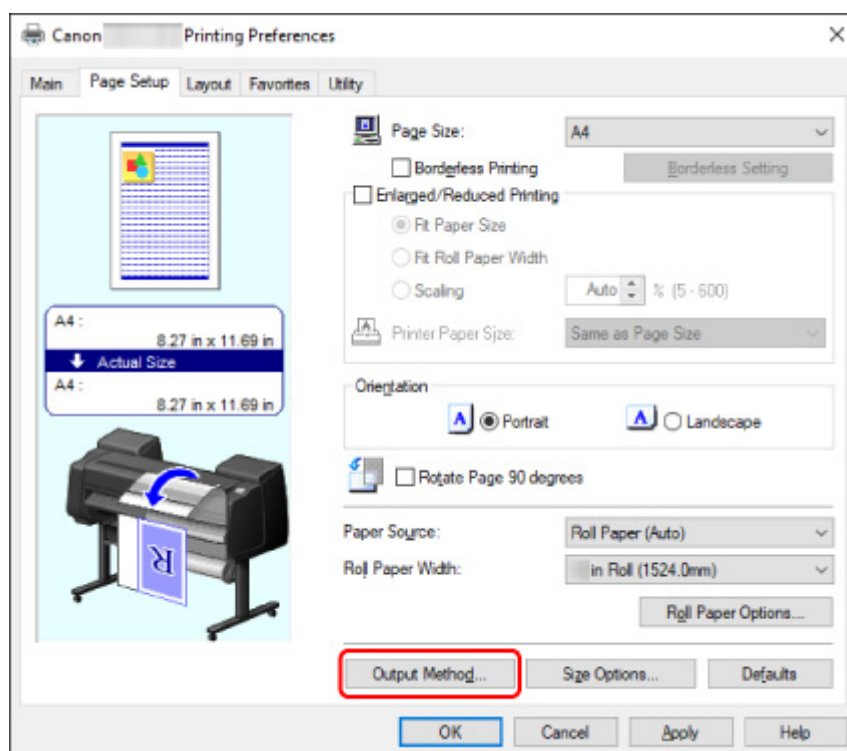 Canon Printing Preferences
Main Page Setup Layout Favorites Utility
Page Size: A4
Borderless Printing Borderless Setting
Enlarged/Reduced Printing
Fit Paper Size
Fit Roll Paper Width
Scaling Auto % (5 - 600)
Printer Paper Size: Same as Page Size
A4 :
8.27 in x 11.69 in
Actual Size
A4 :
8.27 in x 11.69 in
Orientation
A Portrait A Landscape
Rotate Page 90 degrees
R
Paper Source: Roll Paper (Auto)
Roll Paper Width: in Roll (1524.0mm)
Roll Paper Options...
Output Method... Size Options... Defaults
OK Cancel Apply Help